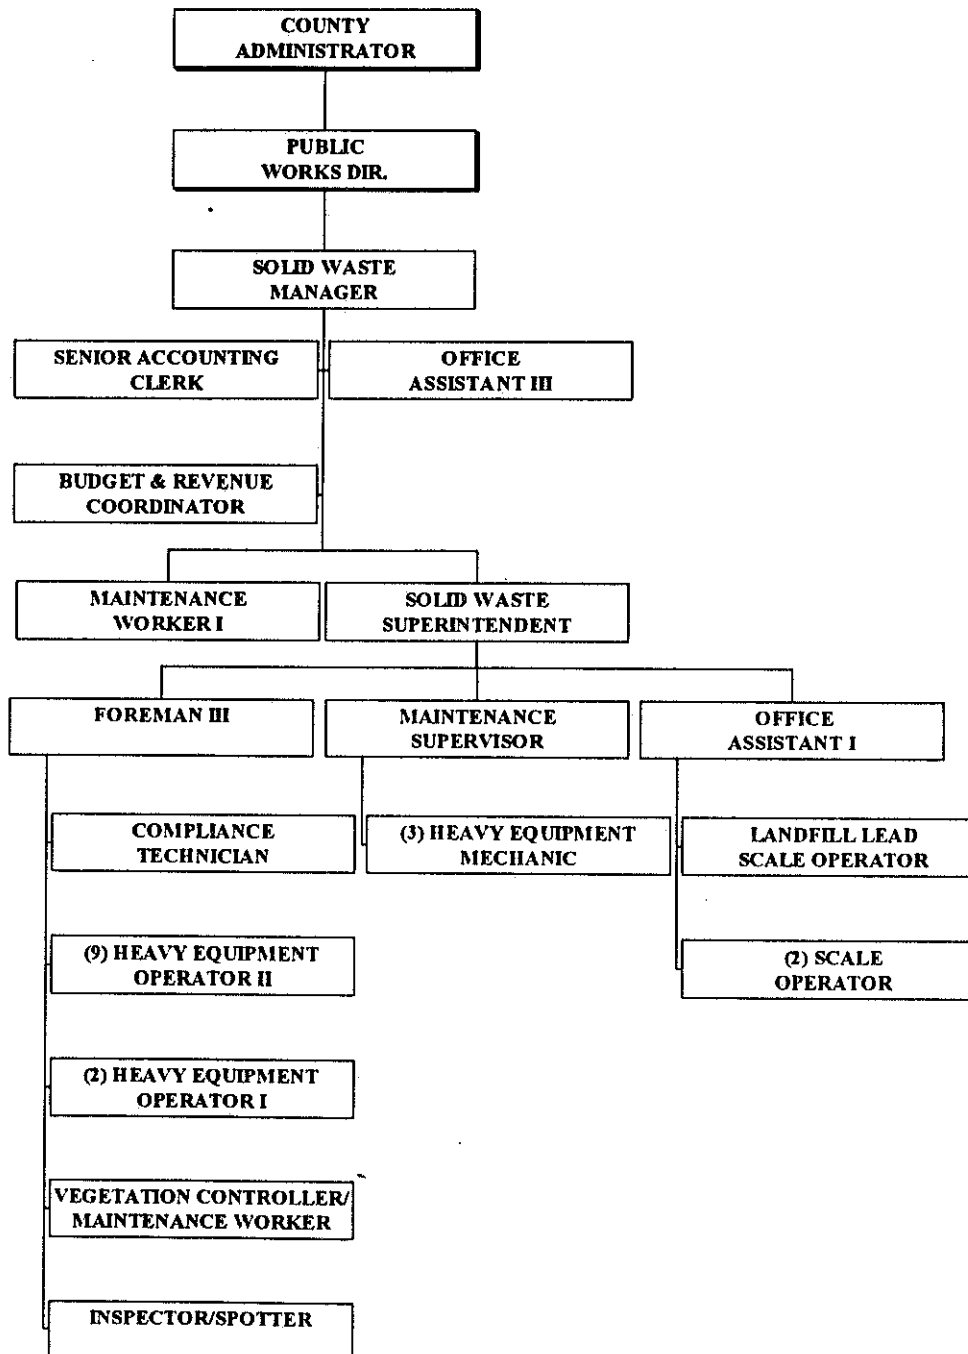 COUNTY
ADMINISTRATOR
PUBLIC
WORKS DIR.
SOLID WASTE
MANAGER
SENIOR ACCOUNTING
CLERK
OFFICE
ASSISTANT III
BUDGET & REVENUE
COORDINATOR
MAINTENANCE
WORKER I
SOLID WASTE
SUPERINTENDENT
FOREMAN III
MAINTENANCE
SUPERVISOR
OFFICE
ASSISTANT I
COMPLIANCE
TECHNICIAN
(3) HEAVY EQUIPMENT
MECHANIC
LANDFILL LEAD
SCALE OPERATOR
(9) HEAVY EQUIPMENT
OPERATOR II
(2) SCALE
OPERATOR
(2) HEAVY EQUIPMENT
OPERATOR I
VEGETATION CONTROLLER/
MAINTENANCE WORKER
INSPECTOR/SPOTTER